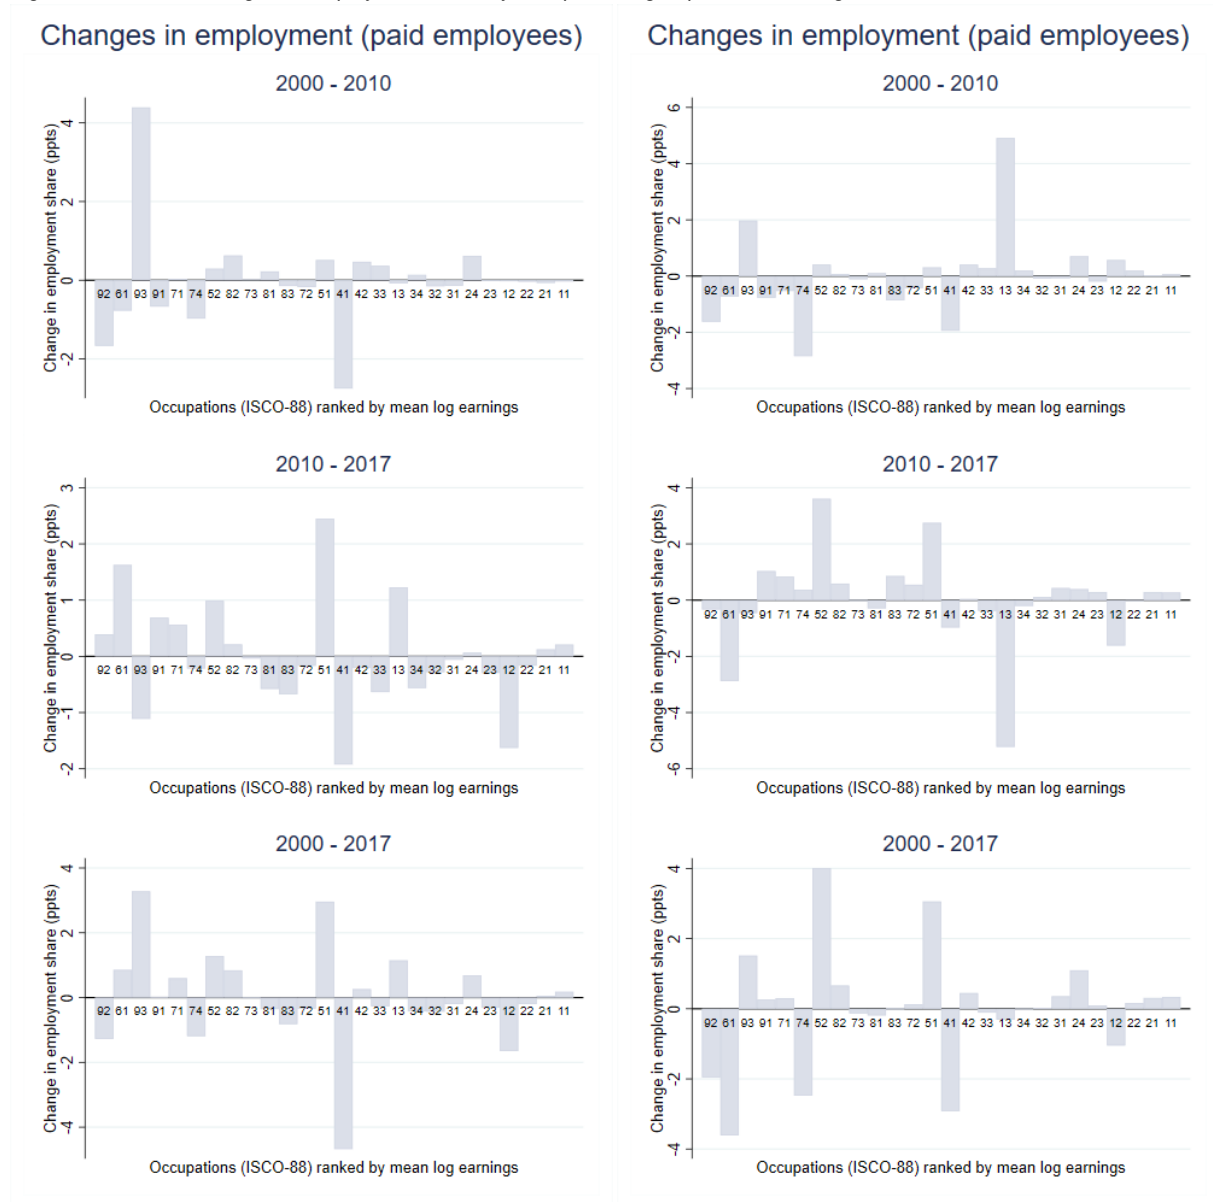 Changes in employment (paid employees)
2000 - 2010
Change in employment share (ppts)
4
2
0
-2
92 61 93 91 71 74 52 82 73 81 83 72 51 41 42 33 13 34 32 31 24 23 12 22 21 11
Occupations (ISCO-88) ranked by mean log earnings
2010 - 2017
Change in employment share (ppts)
3
2
1
0
-1
-2
92 61 93 91 71 74 52 82 73 81 83 72 51 41 42 33 13 34 32 31 24 23 12 22 21 11
Occupations (ISCO-88) ranked by mean log earnings
2000 - 2017
Change in employment share (ppts)
4
2
0
-2
-4
92 61 93 91 71 74 52 82 73 81 83 72 51 41 42 33 13 34 32 31 24 23 12 22 21 11
Occupations (ISCO-88) ranked by mean log earnings
Changes in employment (paid employees)
2000 - 2010
Change in employment share (ppts)
6
4
2
0
-2
-4
92 61 93 91 71 74 52 82 73 81 83 72 51 41 42 33 13 34 32 31 24 23 12 22 21 11
Occupations (ISCO-88) ranked by mean log earnings
2010 - 2017
Change in employment share (ppts)
4
2
0
-2
-4
-6
92 61 93 91 71 74 52 82 73 81 83 72 51 41 42 33 13 34 32 31 24 23 12 22 21 11
Occupations (ISCO-88) ranked by mean log earnings
2000 - 2017
Change in employment share (ppts)
4
2
0
-2
-4
92 61 93 91 71 74 52 82 73 81 83 72 51 41 42 33 13 34 32 31 24 23 12 22 21 11
Occupations (ISCO-88) ranked by mean log earnings